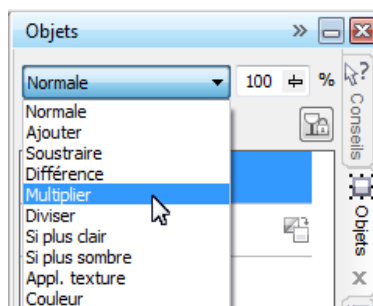 Objets
Normale 100 %
Normale
Ajouter
Soustraire
Différence
Multiplier
Diviser
Si plus clair
Si plus sombre
Appl. texture
Couleur
Conseils
Objets